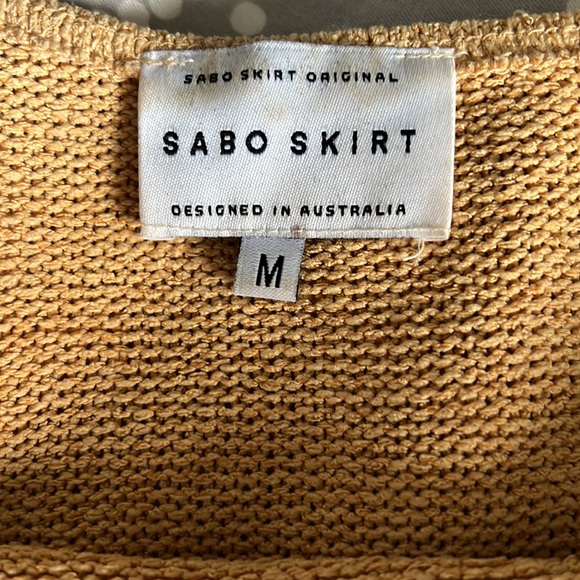 SABO SKIRT ORIGINAL
SABO SKIRT
DESIGNED IN AUSTRALIA
M